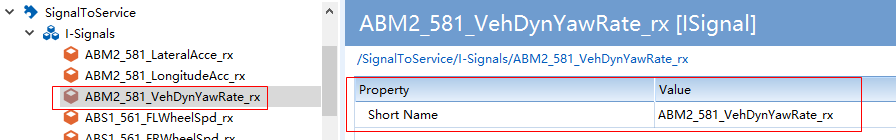 SignalToService
I-Signals
ABM2_581_LateralAcce_rx
ABM2_581_LongitudeAcc_rx
ABM2_581_VehDynYawRate_rx
ABS1_561_FLWheelSpd_rx
ABS1_561_FRWheelSpd_rx
ABM2_581_VehDynYawRate_rx [ISignal]
/SignalToService/I-Signals/ABM2_581_VehDynYawRate_rx
Property Value
Short Name ABM2_581_VehDynYawRate_rx